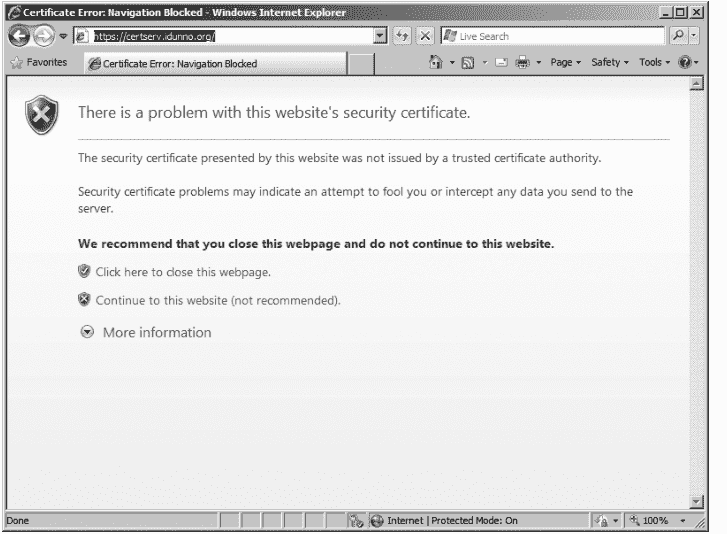 Certificate Error: Navigation Blocked - Windows Internet Explorer
https://certserv.idunno.org/
Live Search
Favorites
Certificate Error: Navigation Blocked
Page
Safety
Tools
There is a problem with this website's security certificate.
The security certificate presented by this website was not issued by a trusted certificate authority.
Security certificate problems may indicate an attempt to fool you or intercept any data you send to the
server.
We recommend that you close this webpage and do not continue to this website.
Click here to close this webpage.
Continue to this website (not recommended).
More information
Done
Internet | Protected Mode: On
100%